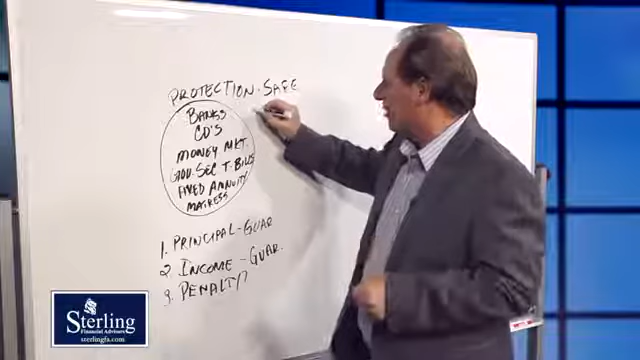 PROTECTION - SAFE
BANKS
CD'S
MONEY MKT.
GOV. SEC T-BILLS
FIXED ANNUITY
MATRESS
1. PRINCIPAL - GUAR
2. INCOME - GUAR.
3. PENALTY?
Sterling
Financial Advisors
sterlingfa.com